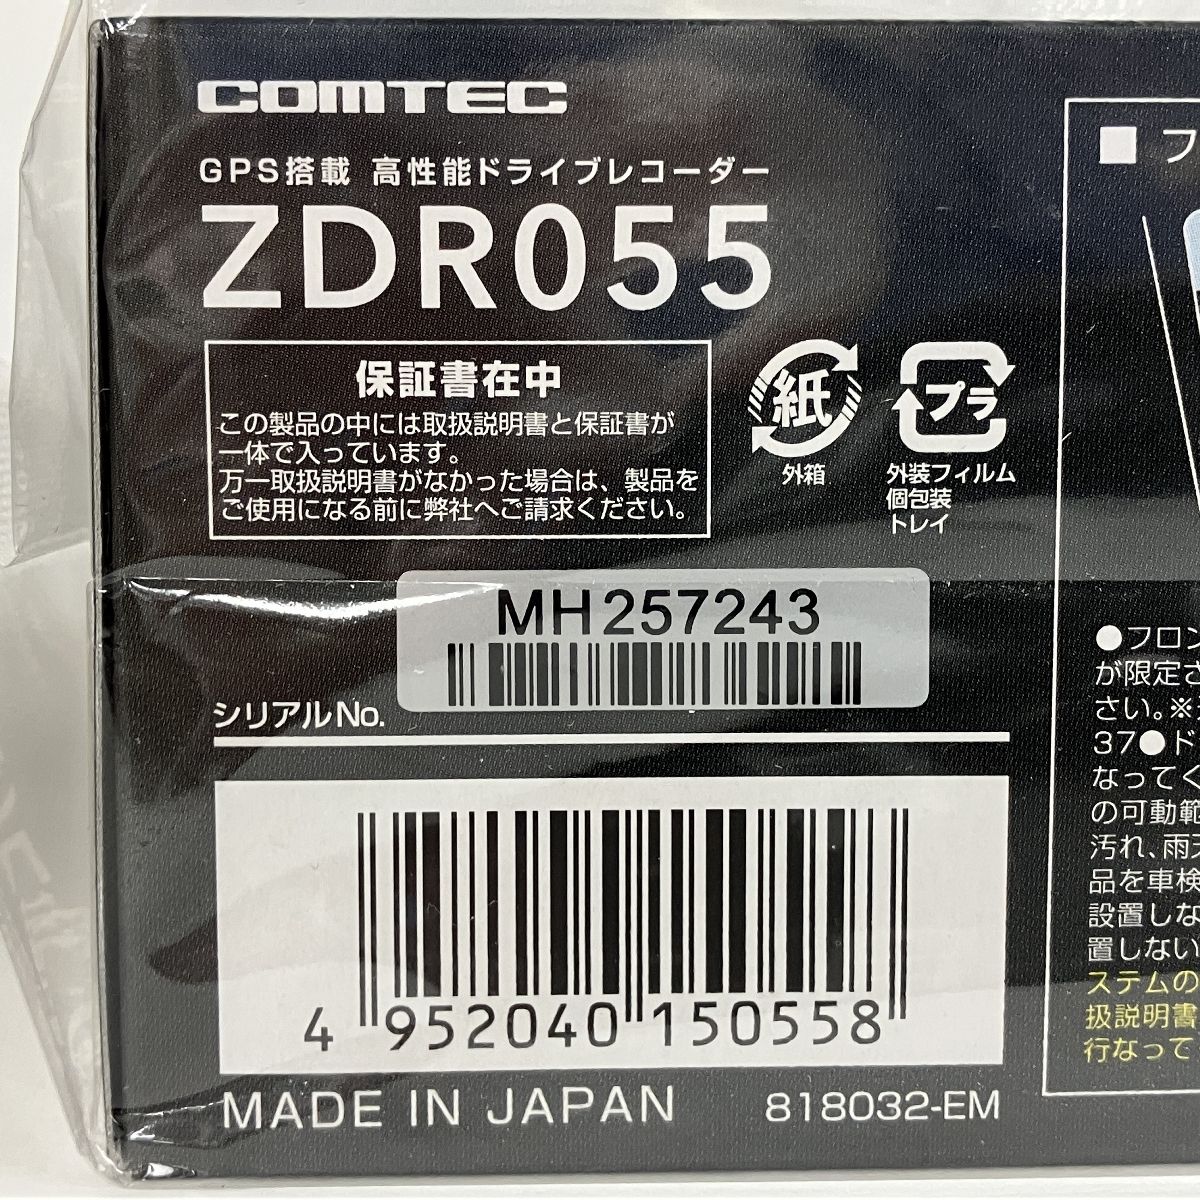 COMTEC
GPS搭載 高性能ドライブレコーダー
ZDR055
保証書在中
この製品の中には取扱説明書と保証書が
一体で入っています。
万一取扱説明書がなかった場合は、製品を
ご使用になる前に弊社へご請求ください。
紙
外箱
プラ
外装フィルム
個包装
トレイ
MH257243
シリアルNo.
4 952040 150558
MADE IN JAPAN
818032-EM
■ フ
●フロン
が限定さ
さい。※
37●ド
なってく
の可動範
汚れ、雨天
品を車検
設置しな
置しない
ステムの
扱説明書
行なって